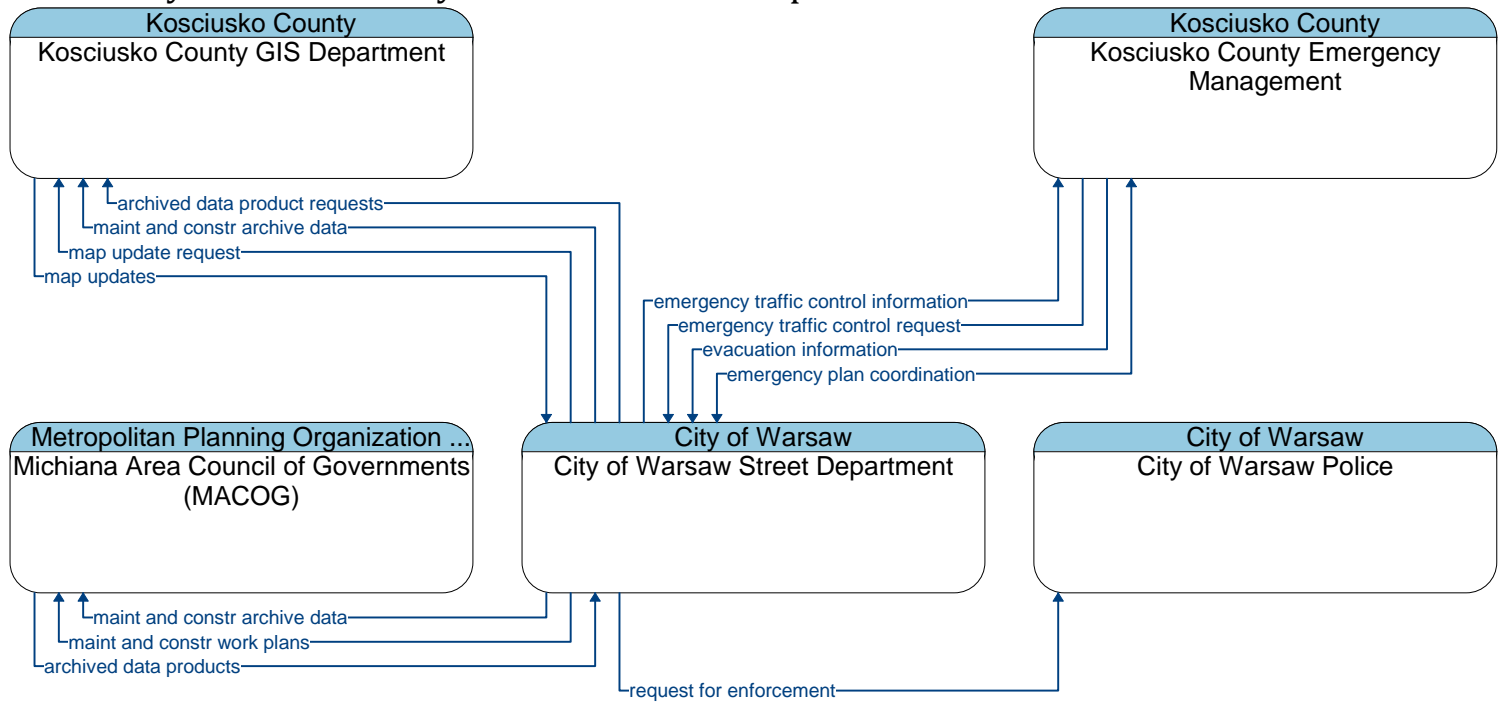 Kosciusko County
Kosciusko County GIS Department
Kosciusko County
Kosciusko County Emergency
Management
archived data product requests
maint and constr archive data
map update request
map updates
emergency traffic control information
emergency traffic control request
evacuation information
emergency plan coordination
Metropolitan Planning Organization ...
Michiana Area Council of Governments
(MACOG)
City of Warsaw
City of Warsaw Street Department
City of Warsaw
City of Warsaw Police
maint and constr archive data
maint and constr work plans
archived data products
request for enforcement